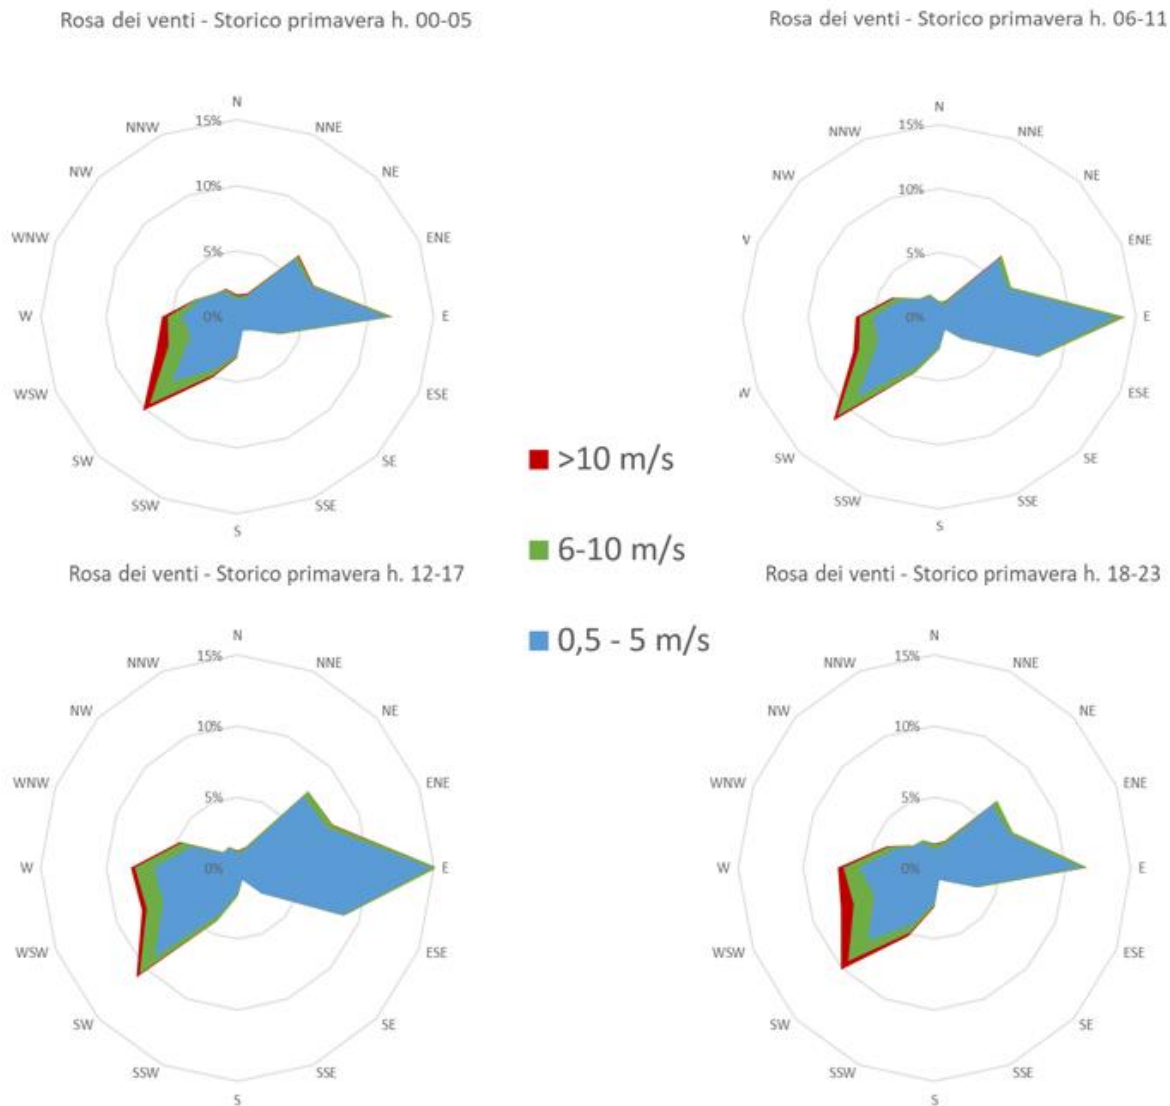 Rosa dei venti - Storico primavera h. 00-05
N
NNW
15%
NNE
NW
10%
NE
WNW
5%
ENE
W
0%
E
WSW
ESE
SW
SE
SSW
SSE
S
Rosa dei venti - Storico primavera h. 06-11
N
NNW
15%
NNE
NW
10%
NE
V
5%
ENE
W
0%
E
W
ESE
SW
SE
SSW
SSE
S
>10 m/s
6-10 m/s
0,5 - 5 m/s
Rosa dei venti - Storico primavera h. 12-17
N
NNW
15%
NNE
NW
10%
NE
WNW
5%
ENE
W
0%
E
WSW
ESE
SW
SE
SSW
SSE
S
Rosa dei venti - Storico primavera h. 18-23
N
NNW
15%
NNE
NW
10%
NE
WNW
5%
ENE
W
0%
E
WSW
ESE
SW
SE
SSW
SSE
S